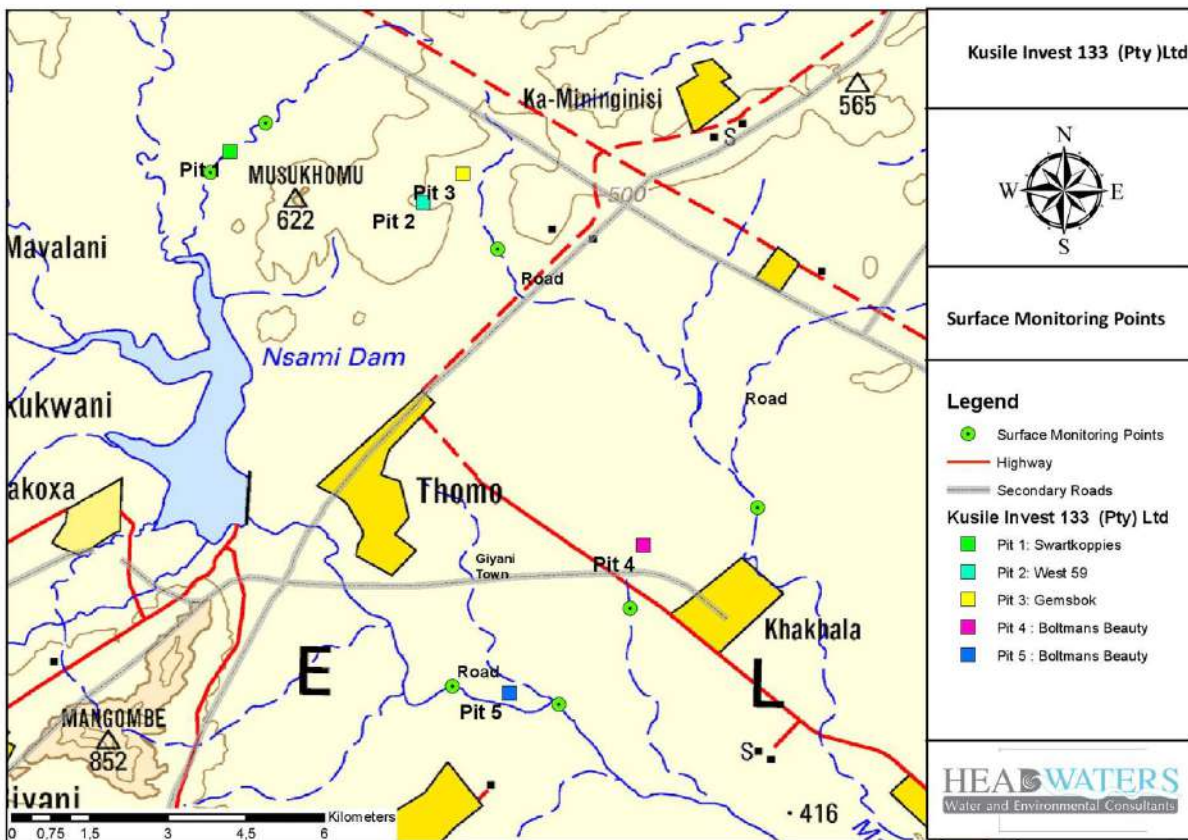 Kusile Invest 133 (Pty )Ltd
N
W E
S
Surface Monitoring Points
Legend
Surface Monitoring Points
Highway
Secondary Roads
Kusile Invest 133 (Pty) Ltd
Pit 1: Swartkoppies
Pit 2: West 59
Pit 3: Gemsbok
Pit 4 : Boltmans Beauty
Pit 5 : Boltmans Beauty
HEADWATERS
Water and Environmental Consultants
Ka-Mininginisi
565
S
Pit 1
MUSUKHOMU
622
Pit 3
Pit 2
500
Mavalani
Road
0
Nsami Dam
kukwani
Road
akoxa
Thomo
Giyani
Town
Pit 4
Khakhala
E
Road
L
Pit 5
MANGOMBE
852
S
iyani
416
M
Kilometers
0 0,75 1,5 3 4,5 6